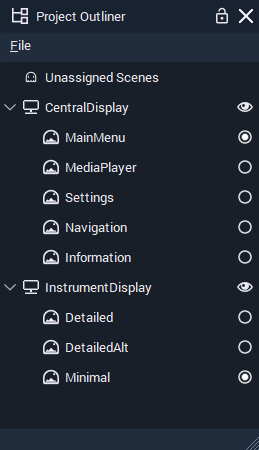 Project Outliner
File
Unassigned Scenes
CentralDisplay
MainMenu
MediaPlayer
Settings
Navigation
Information
InstrumentDisplay
Detailed
DetailedAlt
Minimal